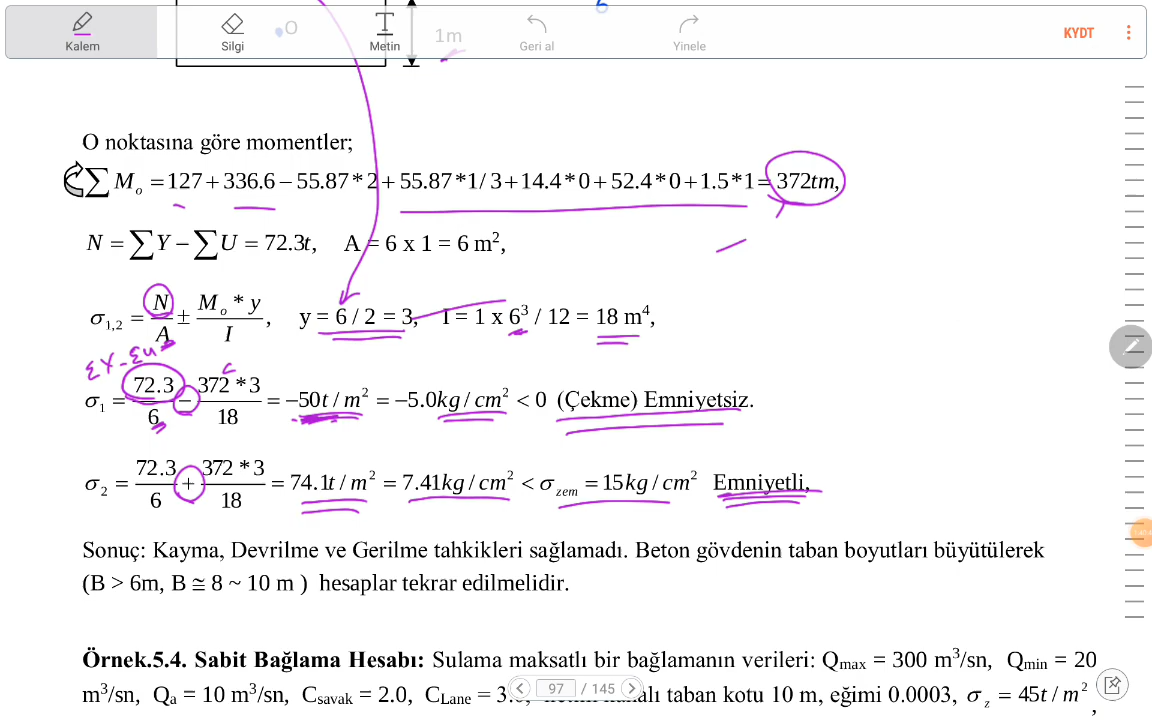 6
O
1m
Kalem
Silgi
Metin
Geri al
Yinele
KYDT
O noktasına göre momentler;
∑ M_o = 127 + 336.6 − 55.87 * 2 + 55.87 * 1/ 3 + 14.4 * 0 + 52.4 * 0 + 1.5 * 1 = 372tm,
N = ∑ Y − ∑ U = 72.3t, A = 6 x 1 = 6 m²,
σ_1,2 = N/A ± M_o * y / I, y = 6 / 2 = 3, I = 1 x 6³ / 12 = 18 m⁴,
ΣY-ΣU
σ_1 = 72.3/6 − 372 * 3/18 = −50t / m² = −5.0kg / cm² < 0 (Çekme) Emniyetsiz.
σ_2 = 72.3/6 + 372 * 3/18 = 74.1t / m² = 7.41kg / cm² < σ_zem = 15kg / cm² Emniyetli,
Sonuç: Kayma, Devrilme ve Gerilme tahkikleri sağlamadı. Beton gövdenin taban boyutları büyütülerek
(B > 6m, B ≅ 8 ~ 10 m ) hesaplar tekrar edilmelidir.
Örnek.5.4. Sabit Bağlama Hesabı: Sulama maksatlı bir bağlamanın verileri: Qmax = 300 m³/sn, Qmin = 20
m³/sn, Qa = 10 m³/sn, Csavak = 2.0, CLane = 3. taban kotu 10 m, eğimi 0.0003, σ_z = 45t / m²,
97 / 145